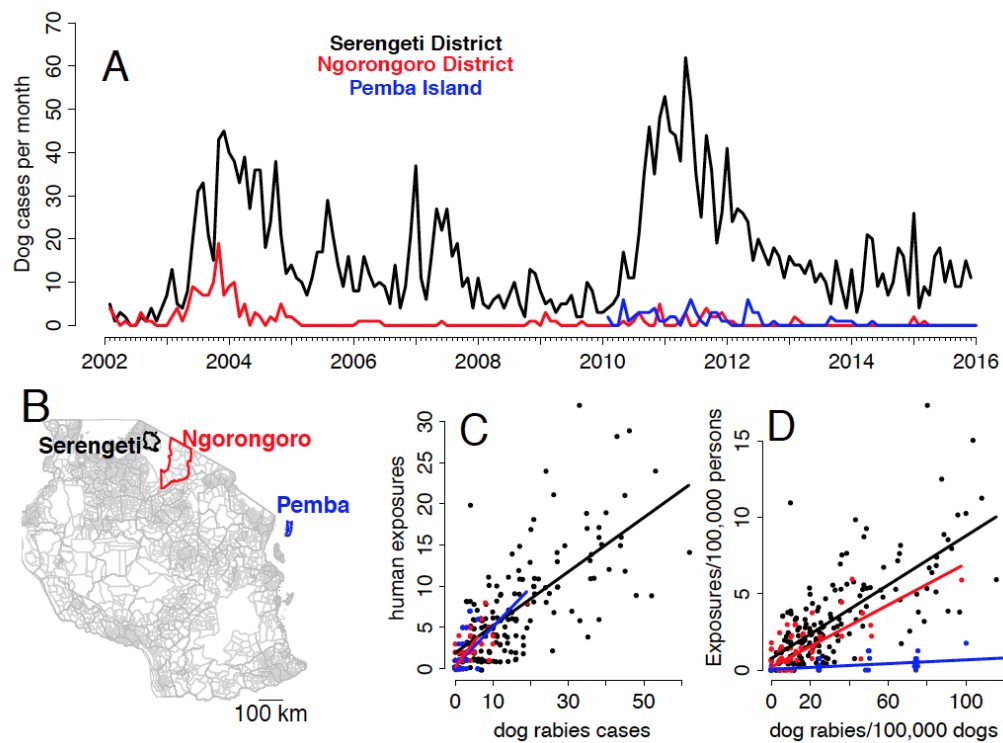 A
Serengeti District
Ngorongoro District
Pemba Island
Dog cases per month
0 10 20 30 40 50 60 70
2002 2004 2006 2008 2010 2012 2014 2016
B
Serengeti
Ngorongoro
Pemba
100 km
C
human exposures
0 5 10 15 20 25 30
0 10 30 50
dog rabies cases
D
Exposures/100,000 persons
0 5 10 15
0 20 60 100
dog rabies/100,000 dogs